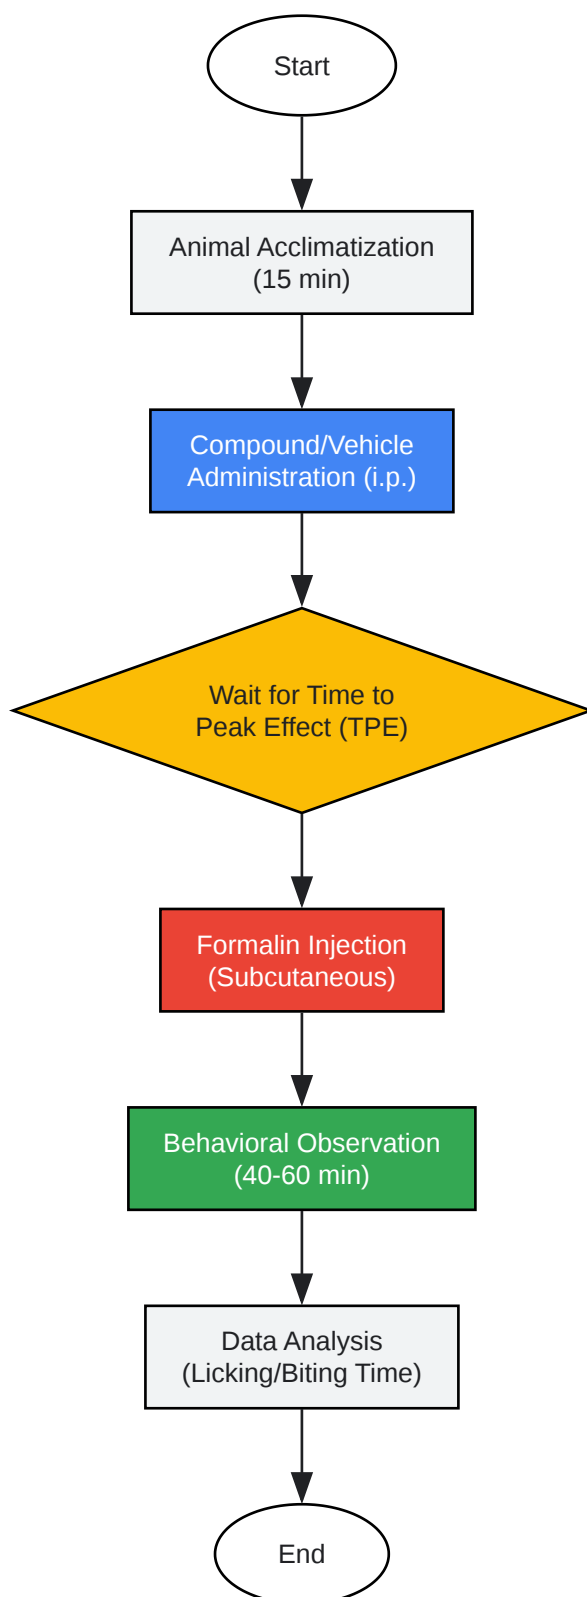 Start
Animal Acclimatization
(15 min)
Compound/Vehicle
Administration (i.p.)
Wait for Time to
Peak Effect (TPE)
Formalin Injection
(Subcutaneous)
Behavioral Observation
(40-60 min)
Data Analysis
(Licking/Biting Time)
End